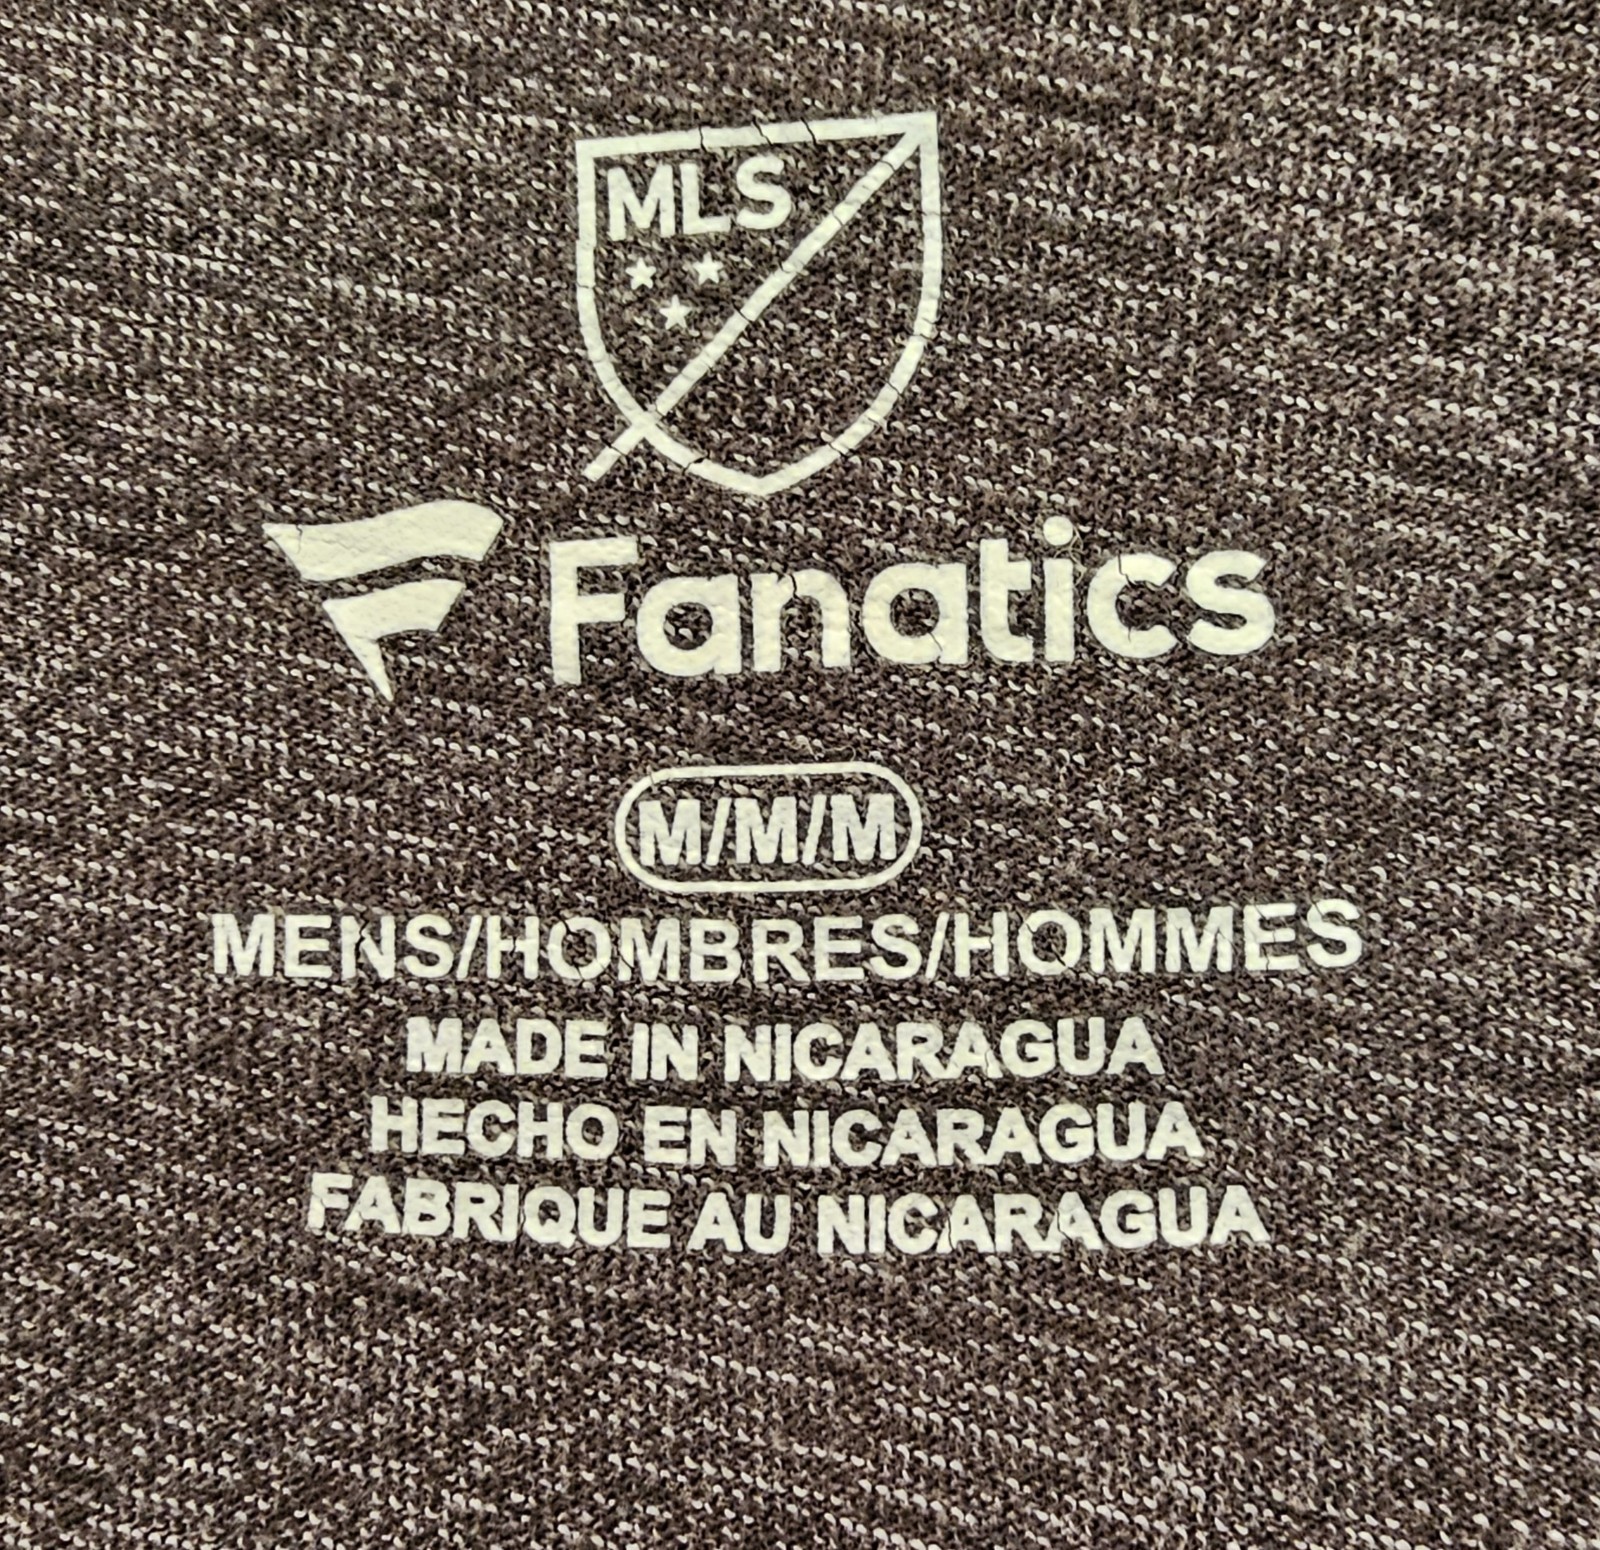 MLS
Fanatics
M/M/M
MENS/HOMBRES/HOMMES
MADE IN NICARAGUA
HECHO EN NICARAGUA
FABRIQUE AU NICARAGUA